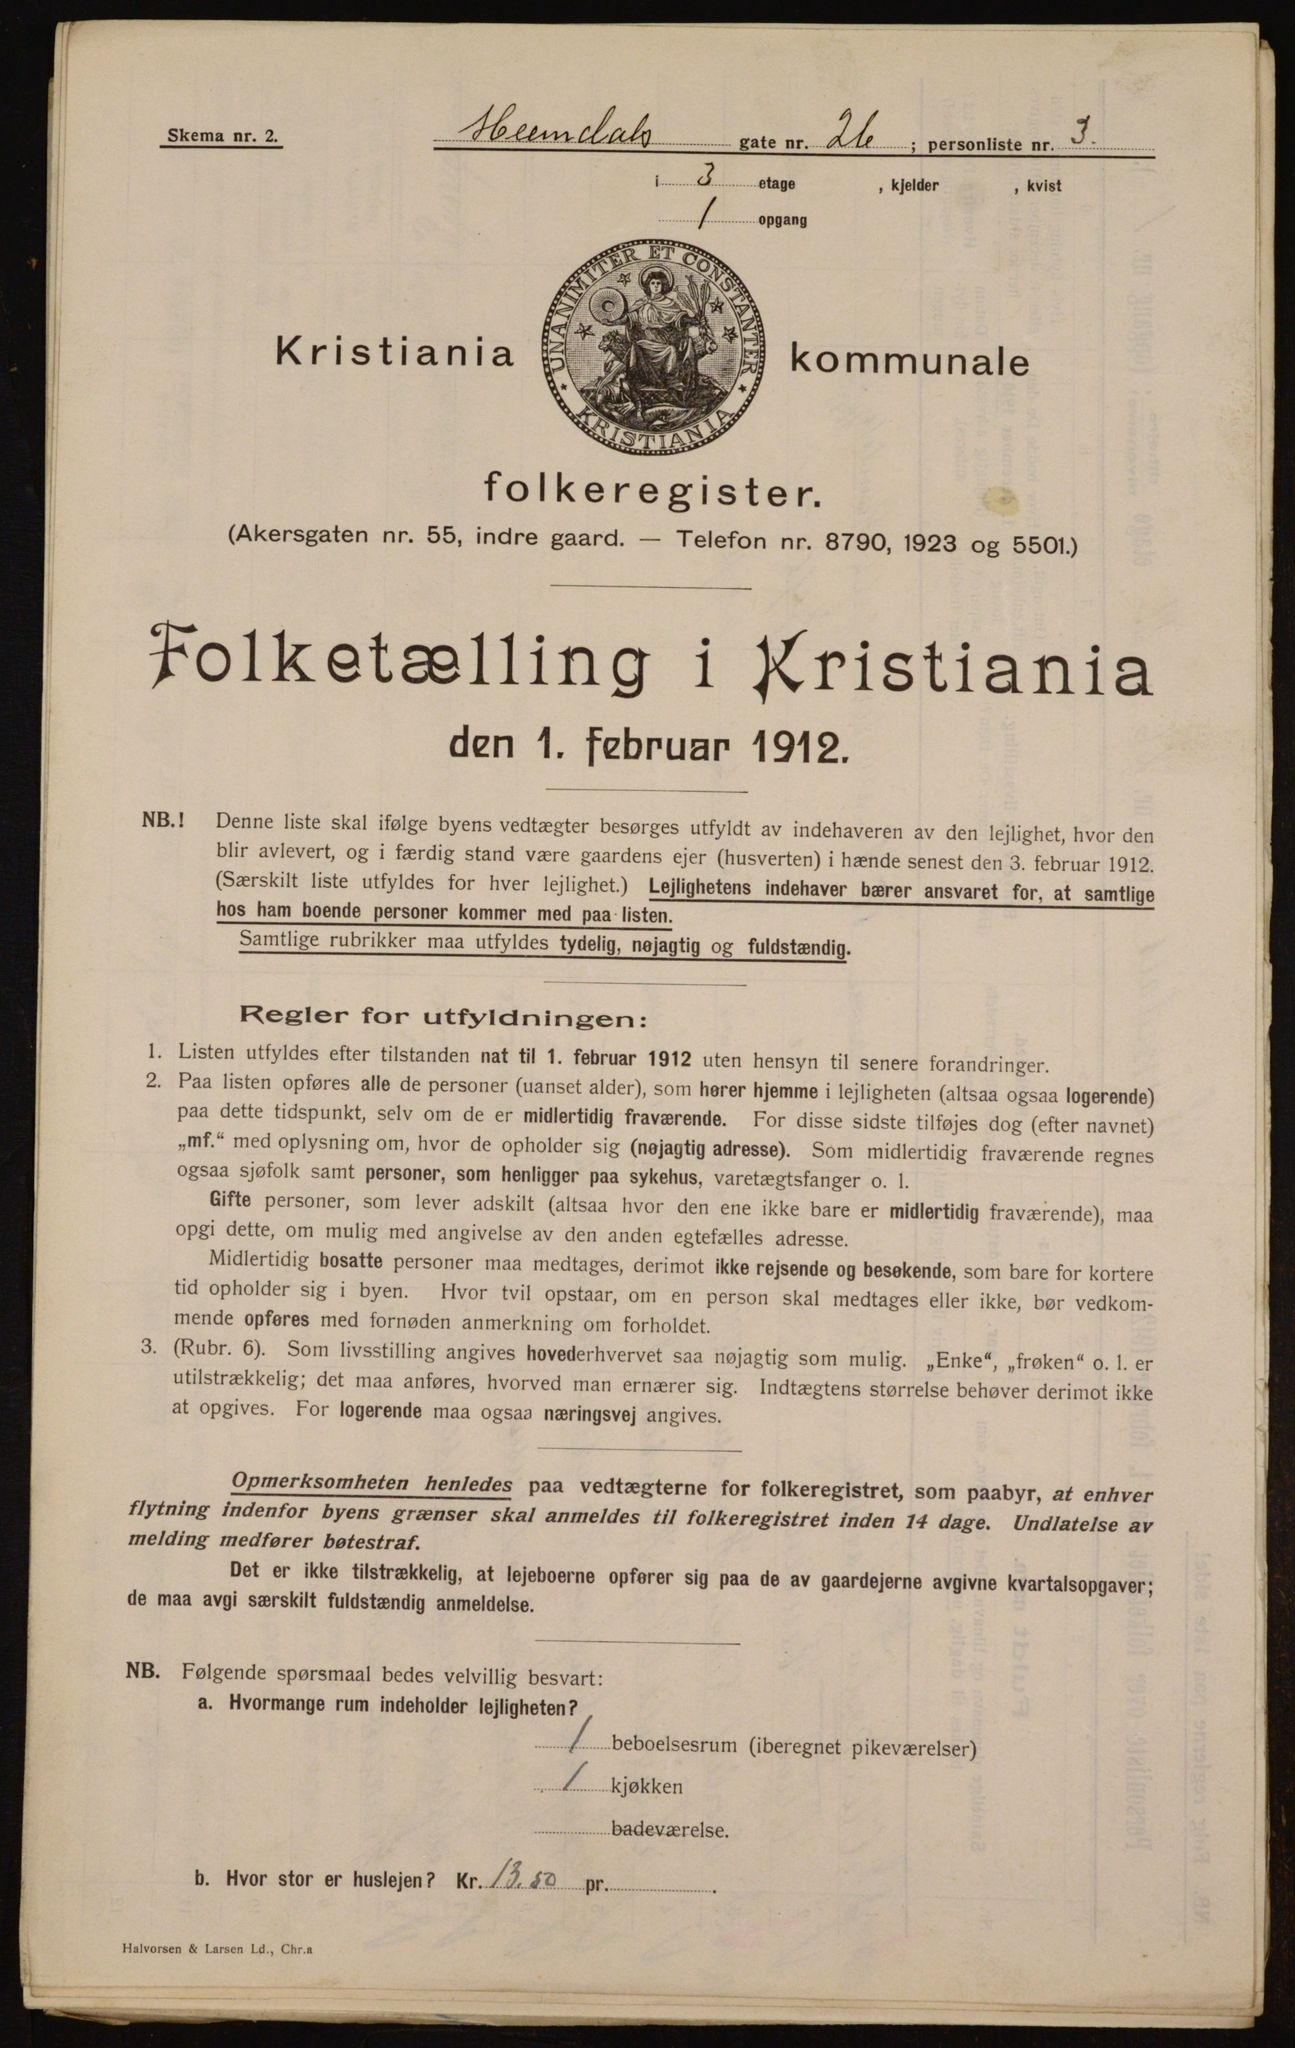 Skema nr. 2.
Heimdals gate nr. 26 ; personliste nr. 3.
i 3 etage , kjelder , kvist
1 opgang
UNANIMITER ET CONSTANTER
KRISTIANIA
Kristiania kommunale
folkeregister.
(Akersgaten nr. 55, indre gaard. — Telefon nr. 8790, 1923 og 5501.)
Folketælling i Kristiania
den 1. februar 1912.
NB.! Denne liste skal ifølge byens vedtægter besørges utfyldt av indehaveren av den lejlighet, hvor den
blir avlevert, og i færdig stand være gaardens ejer (husverten) i hænde senest den 3. februar 1912.
(Særskilt liste utfyldes for hver lejlighet.) Lejlighetens indehaver bærer ansvaret for, at samtlige
hos ham boende personer kommer med paa listen.
Samtlige rubrikker maa utfyldes tydelig, nøjagtig og fuldstændig.
Regler for utfyldningen:
1. Listen utfyldes efter tilstanden nat til 1. februar 1912 uten hensyn til senere forandringer.
2. Paa listen opføres alle de personer (uanset alder), som hører hjemme i lejligheten (altsaa ogsaa logerende)
paa dette tidspunkt, selv om de er midlertidig fraværende. For disse sidste tilføjes dog (efter navnet)
„mf.“ med oplysning om, hvor de opholder sig (nøjagtig adresse). Som midlertidig fraværende regnes
ogsaa sjøfolk samt personer, som henligger paa sykehus, varetægtsfanger o. l.
Gifte personer, som lever adskilt (altsaa hvor den ene ikke bare er midlertidig fraværende), maa
opgi dette, om mulig med angivelse av den anden egtefælles adresse.
Midlertidig bosatte personer maa medtages, derimot ikke rejsende og besøkende, som bare for kortere
tid opholder sig i byen. Hvor tvil opstaar, om en person skal medtages eller ikke, bør vedkom-
mende opføres med fornøden anmerkning om forholdet.
3. (Rubr. 6). Som livsstilling angives hovederhvervet saa nøjagtig som mulig. „Enke“, „frøken“ o. l. er
utilstrækkelig; det maa anføres, hvorved man ernærer sig. Indtægtens størrelse behøver derimot ikke
at opgives. For logerende maa ogsaa næringsvej angives.
Opmerksomheten henledes paa vedtægterne for folkeregistret, som paabyr, at enhver
flytning indenfor byens grænser skal anmeldes til folkeregistret inden 14 dage. Undlatelse av
melding medfører bøtestraf.
Det er ikke tilstrækkelig, at lejeboerne opfører sig paa de av gaardejerne avgivne kvartalsopgaver;
de maa avgi særskilt fuldstændig anmeldelse.
NB. Følgende spørsmaal bedes velvillig besvart:
a. Hvormange rum indeholder lejligheten?
1 beboelsesrum (iberegnet pikeværelser)
1 kjøkken
badeværelse.
b. Hvor stor er huslejen? Kr. 13.50 pr. .
Halvorsen & Larsen Ld., Chr.a